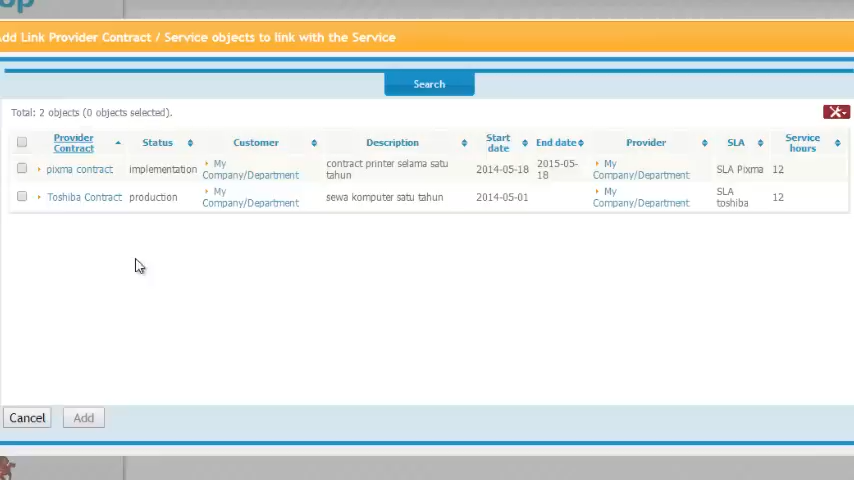 op
Add Link Provider Contract / Service objects to link with the Service
Search
Total: 2 objects (0 objects selected).
Provider Contract Status Customer Description Start date End date Provider SLA Service hours
pixma contract implementation My Company/Department contract printer selama satu tahun 2014-05-18 2015-05-18 My Company/Department SLA Pixma 12
Toshiba Contract production My Company/Department sewa komputer satu tahun 2014-05-01 My Company/Department SLA toshiba 12
Cancel Add